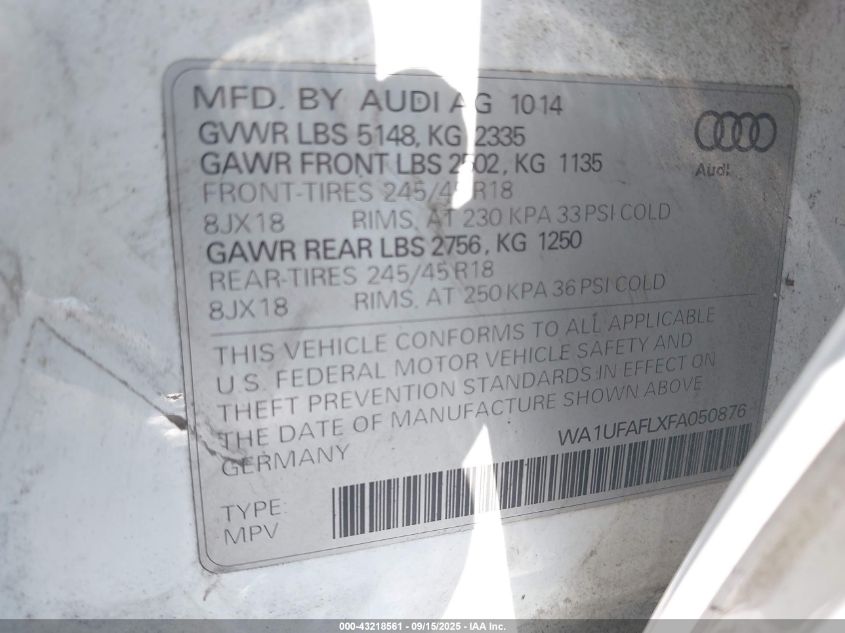 MFD. BY AUDI AG 1014
GVWR LBS 5148, KG 2335
GAWR FRONT LBS 2502, KG 1135
FRONT-TIRES 245/45 R18
8JX18 RIMS. AT 230 KPA 33 PSI COLD
GAWR REAR LBS 2756, KG 1250
REAR-TIRES 245/45 R18
8JX18 RIMS. AT 250 KPA 36 PSI COLD
Audi
THIS VEHICLE CONFORMS TO ALL APPLICABLE
U.S. FEDERAL MOTOR VEHICLE SAFETY AND
THEFT PREVENTION STANDARDS IN EFFECT ON
THE DATE OF MANUFACTURE SHOWN ABOVE
GERMANY
WA1UFAFLXFA050876
TYPE:
MPV
000-43218561 - 09/15/2025 - IAA Inc.